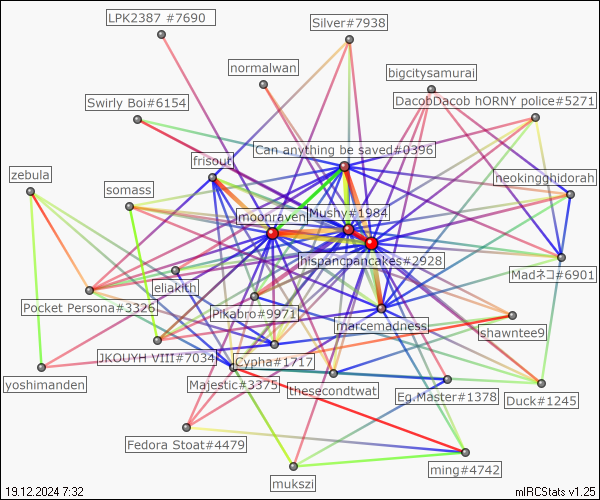 LPK2387 #7690
Silver#7938
normalwan
bigcitysamurai
Swirly Boi#6154
DacobDacob hORNY police#5271
Can anything be saved#0396
frisout
zebula
heokingghidorah
somass
moonraven
Mushy#1984
hispancpancakes#2928
Madネコ#6901
eliakith
Pocket Persona#3326
Pikabro#9971
marcemadness
shawntee9
JKOUYH VIII#7034
Cypha#1717
yoshimanden
Majestic#3375
thesecondtwat
Eg.Master#1378
Duck#1245
Fedora Stoat#4479
ming#4742
mukszi
19.12.2024 7:32
mIRCStats v1.25